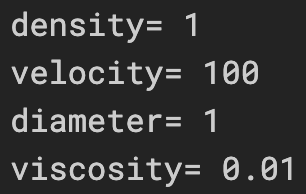 density= 1
velocity= 100
diameter= 1
viscosity= 0.01